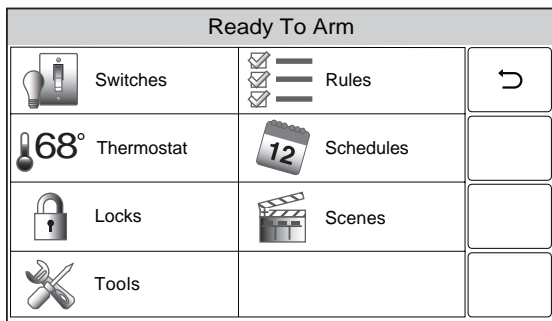 Ready To Arm
Switches
Rules
68° Thermostat
12 Schedules
Locks
Scenes
Tools